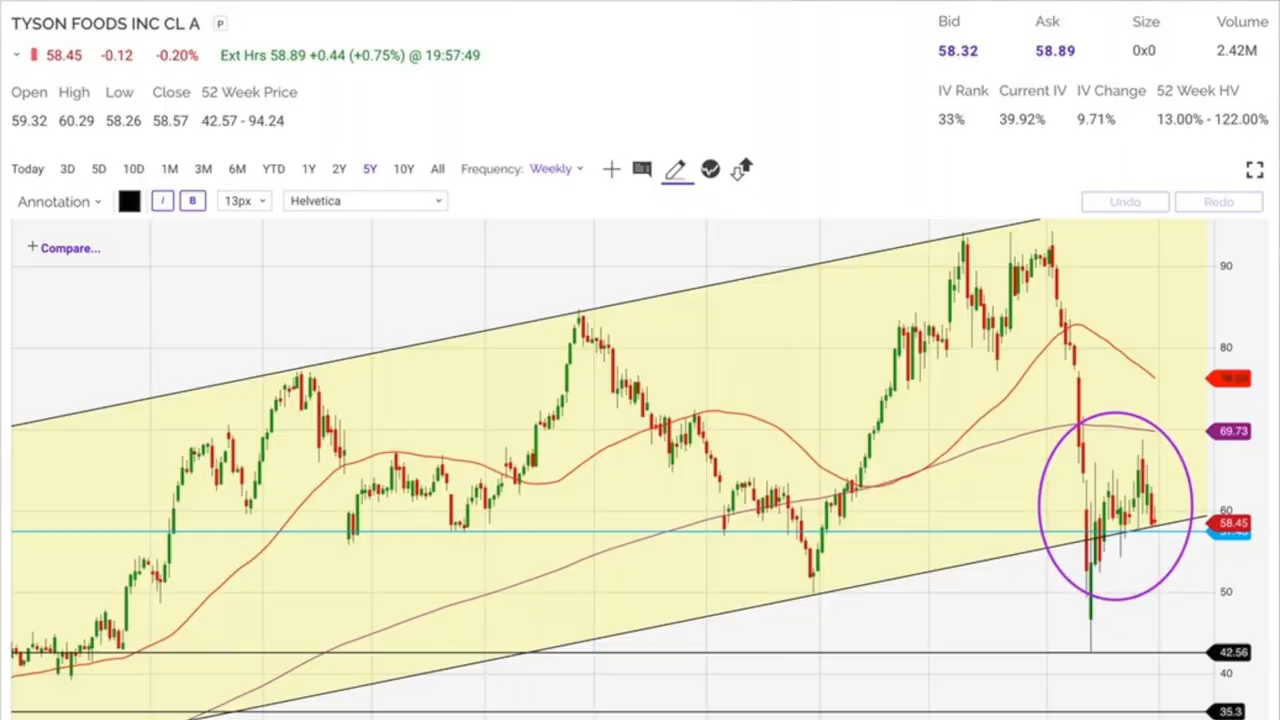 TYSON FOODS INC CL A P
Bid Ask Size Volume
58.45 -0.12 -0.20% Ext Hrs 58.89 +0.44 (+0.75%) @ 19:57:49
58.32 58.89 0x0 2.42M
Open High Low Close 52 Week Price
IV Rank Current IV IV Change 52 Week HV
59.32 60.29 58.26 58.57 42.57 - 94.24
33% 39.92% 9.71% 13.00% - 122.00%
Today 3D 5D 10D 1M 3M 6M YTD 1Y 2Y 5Y 10Y All Frequency: Weekly
Annotation I B 13px Helvetica Undo Redo
+ Compare...
90
80
69.73
60
58.45
50
42.56
40
35.3